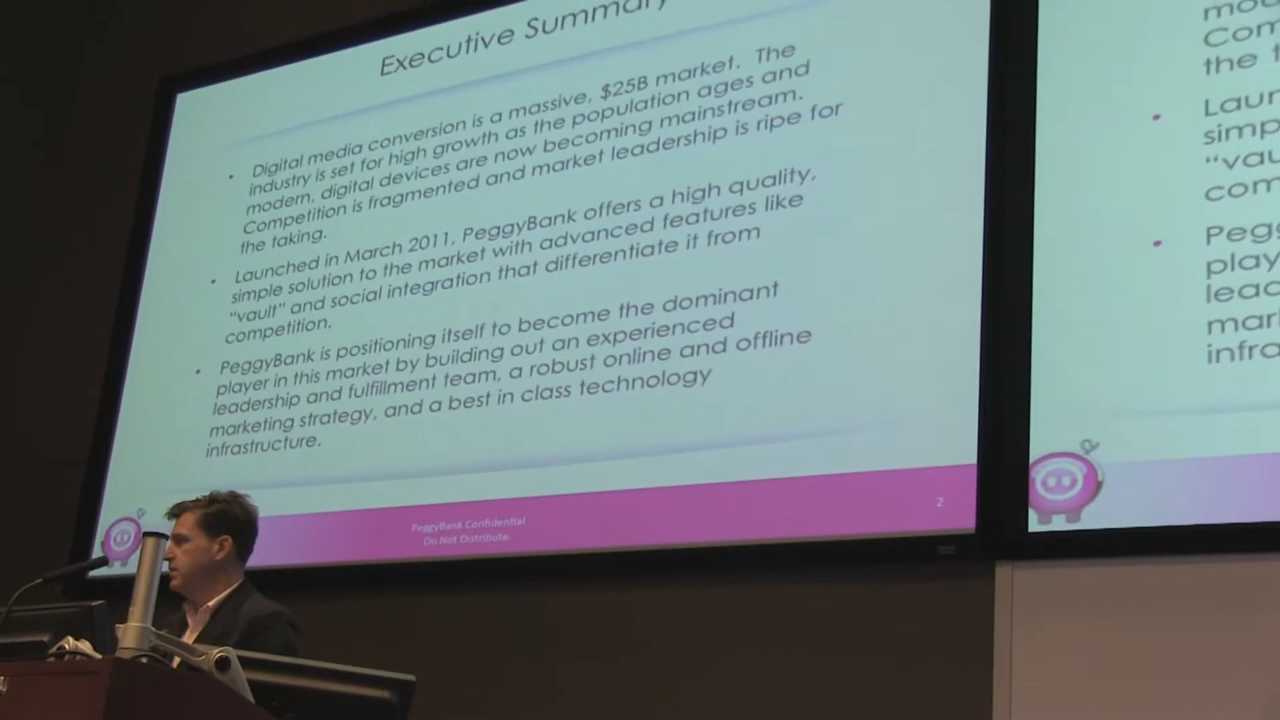 Executive Summary
• Digital media conversion is a massive, $25B market. The
industry is set for high growth as the population ages and
modern, digital devices are now becoming mainstream.
Competition is fragmented and market leadership is ripe for
the taking.
• Launched in March 2011, PeggyBank offers a high quality,
simple solution to the market with advanced features like
“vault” and social integration that differentiate it from
competition.
• PeggyBank is positioning itself to become the dominant
player in this market by building out an experienced
leadership and fulfillment team, a robust online and offline
marketing strategy, and a best in class technology
infrastructure.
PeggyBank Confidential
Do Not Distribute
2
mod
Com
the t
• Laun
simp
“vau
com
• Pegg
play
lead
mark
infra